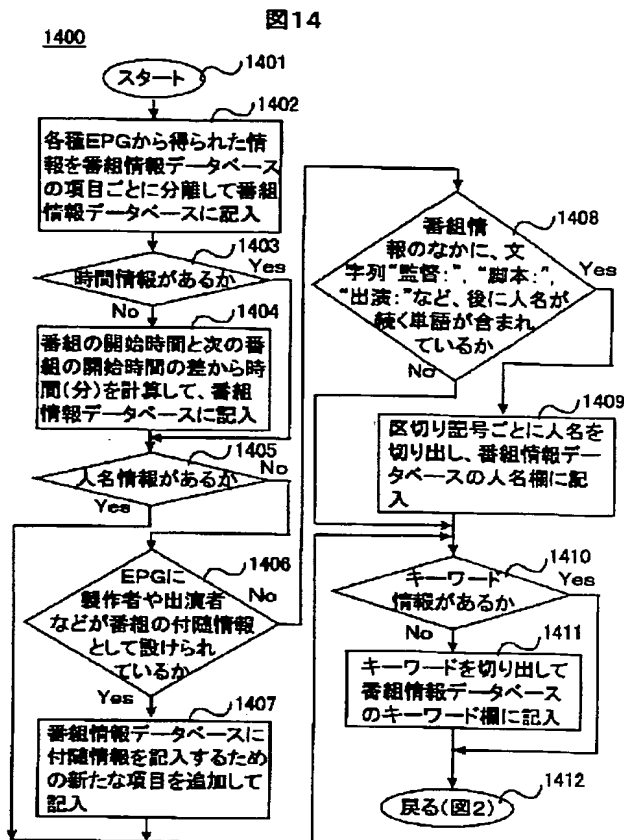 図14
1400
スタート
1401
1402
各種EPGから得られた情
報を番組情報データベース
の項目ごとに分離して番組
情報データベースに記入
1403
時間情報があるか
Yes
No
1404
番組の開始時間と次の番
組の開始時間の差から時
間(分)を計算して、番組
情報データベースに記入
1405
人名情報があるか
No
Yes
1406
EPGに
製作者や出演者
などが番組の付随情報
として設けられ
ているか
No
Yes
1407
番組情報データベースに
付随情報を記入するため
の新たな項目を追加して
記入
1408
番組情
報のなかに、文
字列"監督:", "脚本:",
"出演:"など、後に人名が
続く単語が含まれ
ているか
Yes
No
1409
区切り記号ごとに人名を
切り出し、番組情報デー
タベースの人名欄に記
入
1410
キーワード
情報があるか
Yes
No
1411
キーワードを切り出して
番組情報データベース
のキーワード欄に記入
1412
戻る(図2)